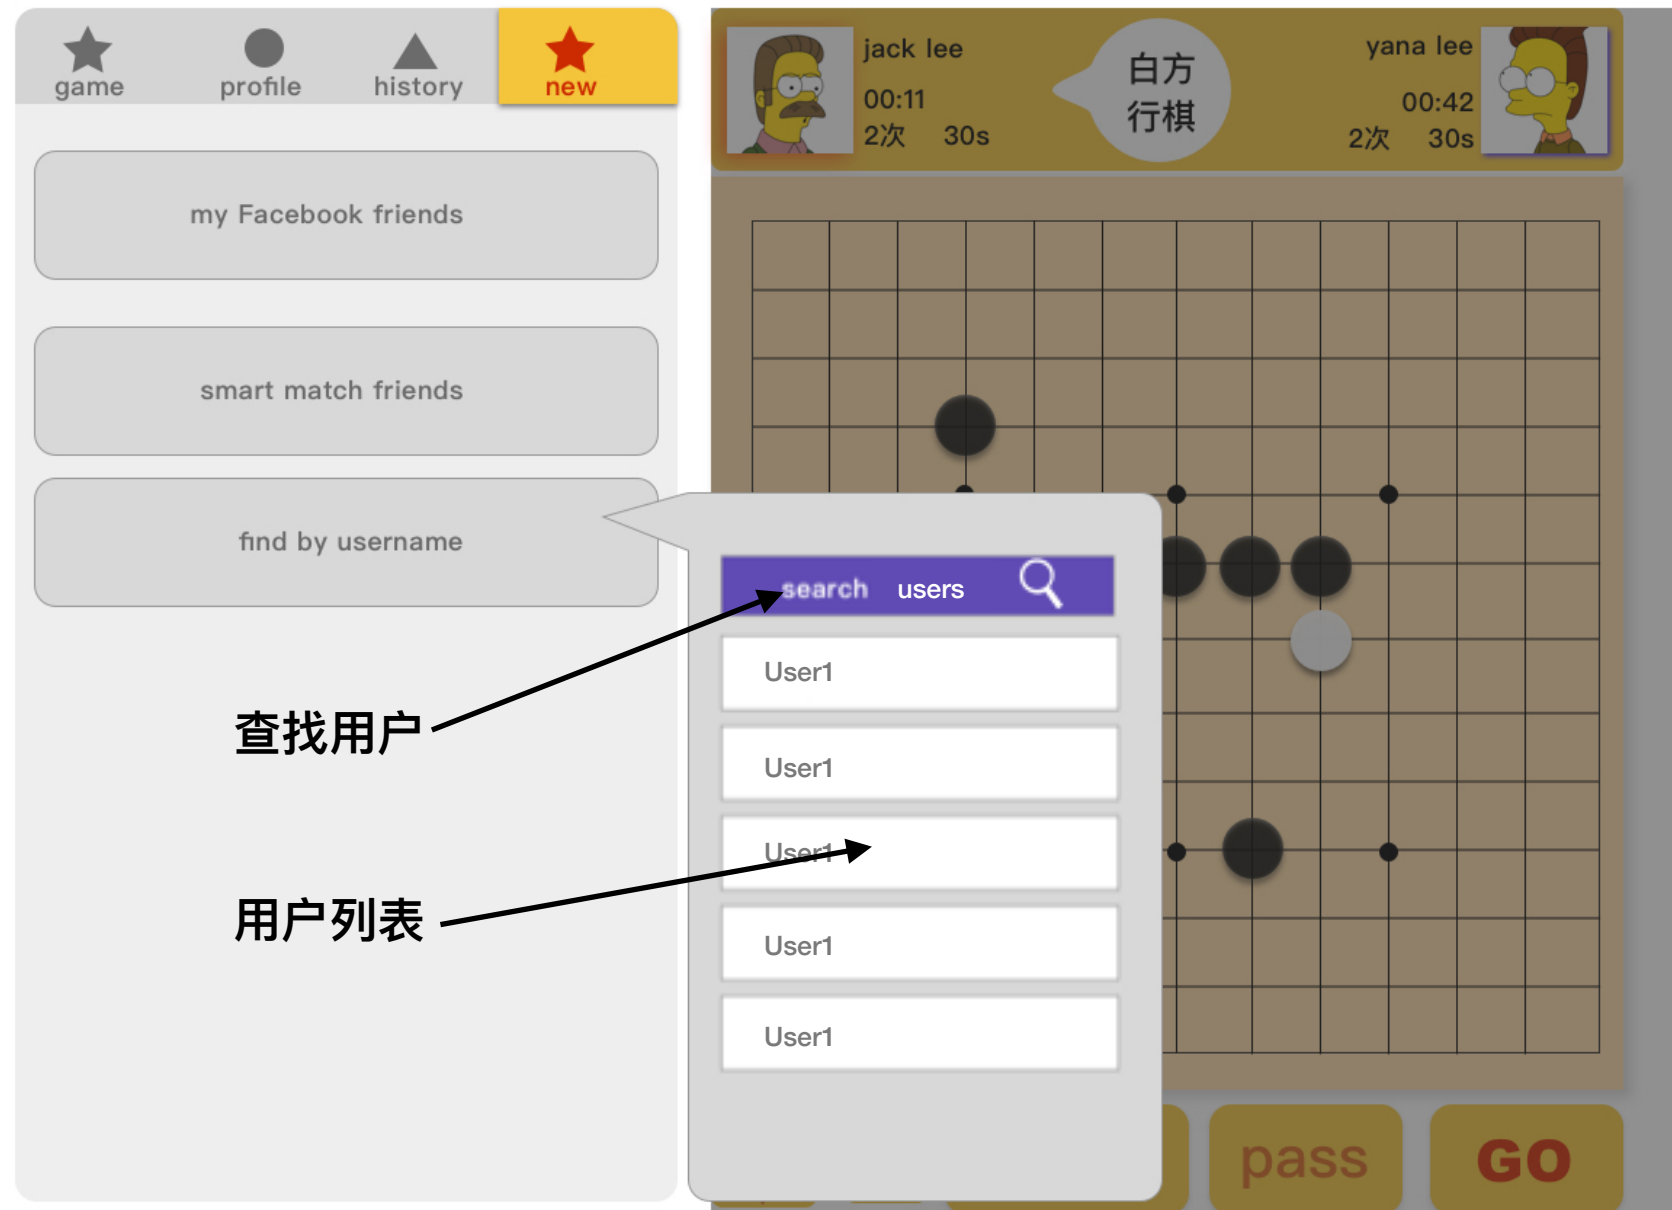 game
profile
history
new
my Facebook friends
smart match friends
find by username
查找用户
用户列表
jack lee
00:11
2次 30s
白方
行棋
yana lee
00:42
2次 30s
search users
User1
User1
User1
User1
User1
pass
GO